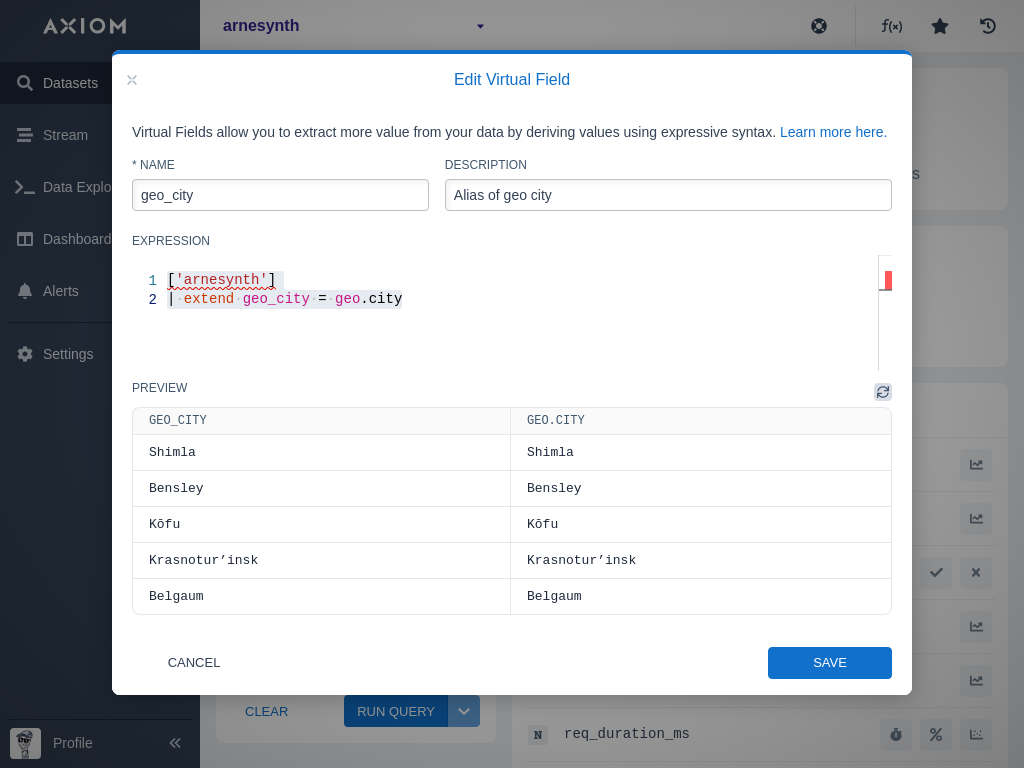 AXIOM
arnesynth
f(x)
Datasets
Stream
Data Explo
Dashboard
Alerts
Settings
Profile
Edit Virtual Field
Virtual Fields allow you to extract more value from your data by deriving values using expressive syntax. Learn more here.
* NAME
DESCRIPTION
geo_city
Alias of geo city
S
EXPRESSION
1 ['arnesynth']
2 |·extend·geo_city·=·geo.city
PREVIEW
GEO_CITY GEO.CITY
Shimla Shimla
Bensley Bensley
Kōfu Kōfu
Krasnotur’insk Krasnotur’insk
Belgaum Belgaum
CANCEL
SAVE
CLEAR
RUN QUERY
N req_duration_ms %